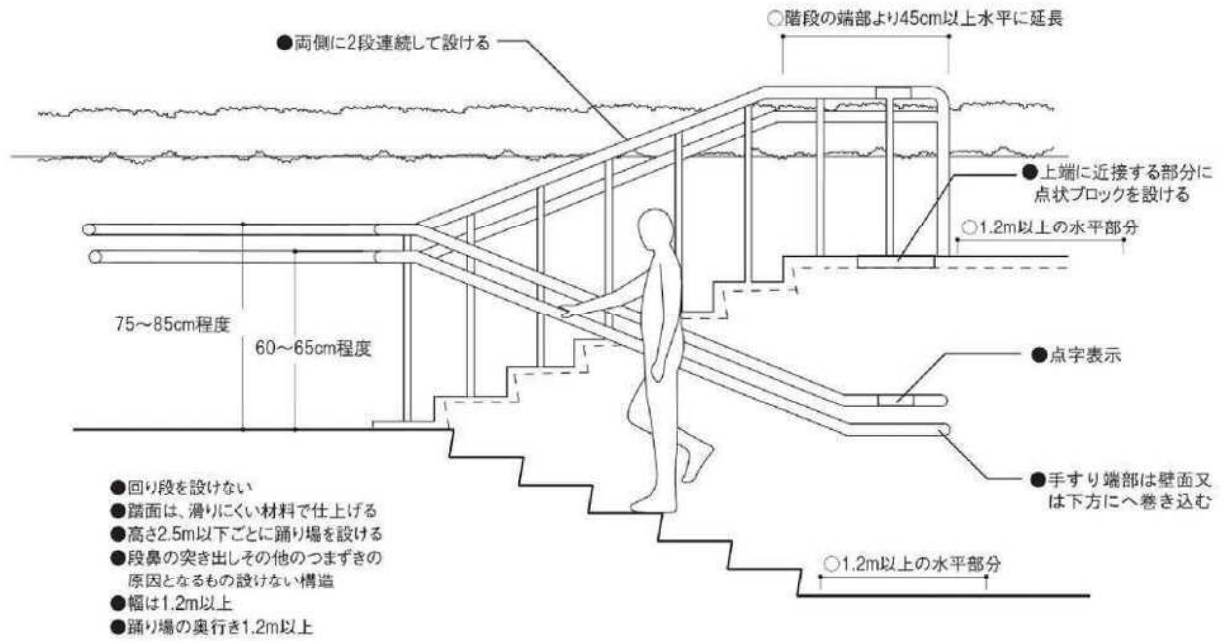 ○階段の端部より45cm以上水平に延長
●両側に2段連続して設ける
●上端に近接する部分に
点状ブロックを設ける
○1.2m以上の水平部分
75～85cm程度
60～65cm程度
●点字表示
●手すり端部は壁面又
は下方にへ巻き込む
○1.2m以上の水平部分
●回り段を設けない
●踏面は、滑りにくい材料で仕上げる
●高さ2.5m以下ごとに踊り場を設ける
●段鼻の突き出しその他のつまずきの
原因となるもの設けない構造
●幅は1.2m以上
●踊り場の奥行き1.2m以上